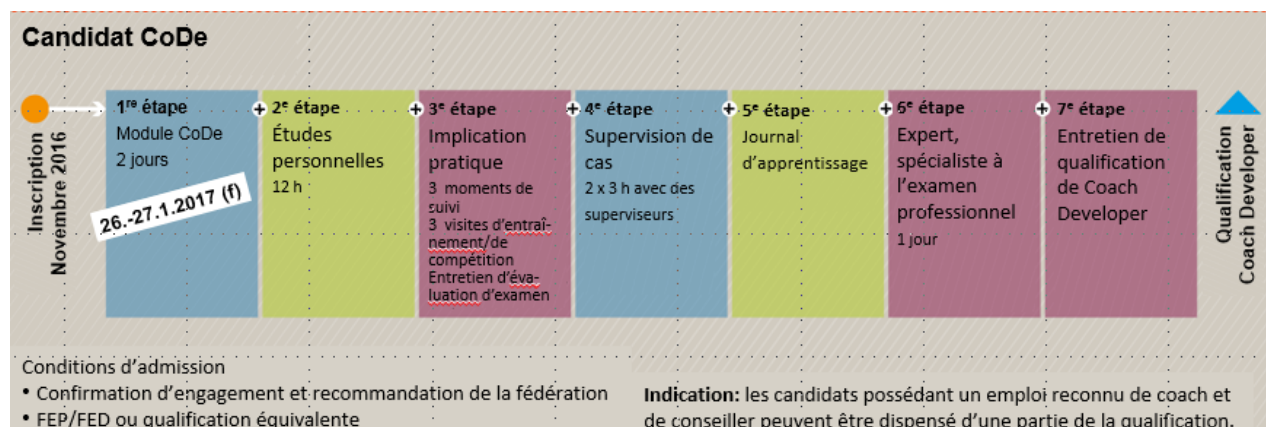 Candidat CoDe
Inscription
Novembre 2016
1re étape
Module CoDe
2 jours
26.-27.1.2017 (f)
2e étape
Études
personnelles
12 h
3e étape
Implication
pratique
3 moments de
suivi
3 visites d'entraî-
nement/de
compétition
Entretien d'éva-
luation d'examen
4e étape
Supervision de
cas
2 x 3 h avec des
superviseurs
5e étape
Journal
d'apprentissage
6e étape
Expert,
spécialiste à
l'examen
professionnel
1 jour
7e étape
Entretien de
qualification
de Coach
Developer
Qualification
Coach Developer
Conditions d'admission
• Confirmation d'engagement et recommandation de la fédération
• FEP/FED ou qualification équivalente
Indication: les candidats possédant un emploi reconnu de coach et
de conseiller peuvent être dispensé d'une partie de la qualification.